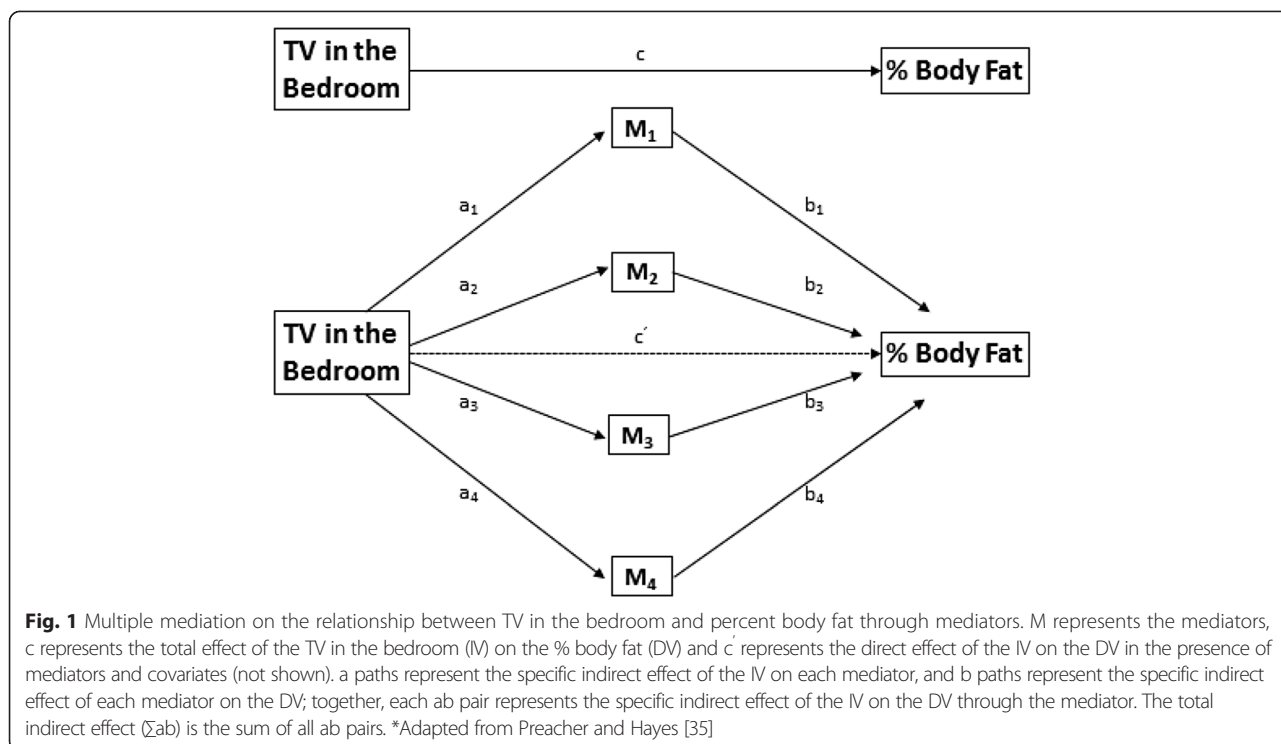 TV in the
Bedroom
c
% Body Fat
M₁
a₁
b₁
M₂
a₂
b₂
TV in the
Bedroom
c′
% Body Fat
a₃
b₃
M₃
a₄
b₄
M₄
Fig. 1 Multiple mediation on the relationship between TV in the bedroom and percent body fat through mediators. M represents the mediators,
c represents the total effect of the TV in the bedroom (IV) on the % body fat (DV) and c′ represents the direct effect of the IV on the DV in the presence of
mediators and covariates (not shown). a paths represent the specific indirect effect of the IV on each mediator, and b paths represent the specific indirect
effect of each mediator on the DV; together, each ab pair represents the specific indirect effect of the IV on the DV through the mediator. The total
indirect effect (∑ab) is the sum of all ab pairs. *Adapted from Preacher and Hayes [35]